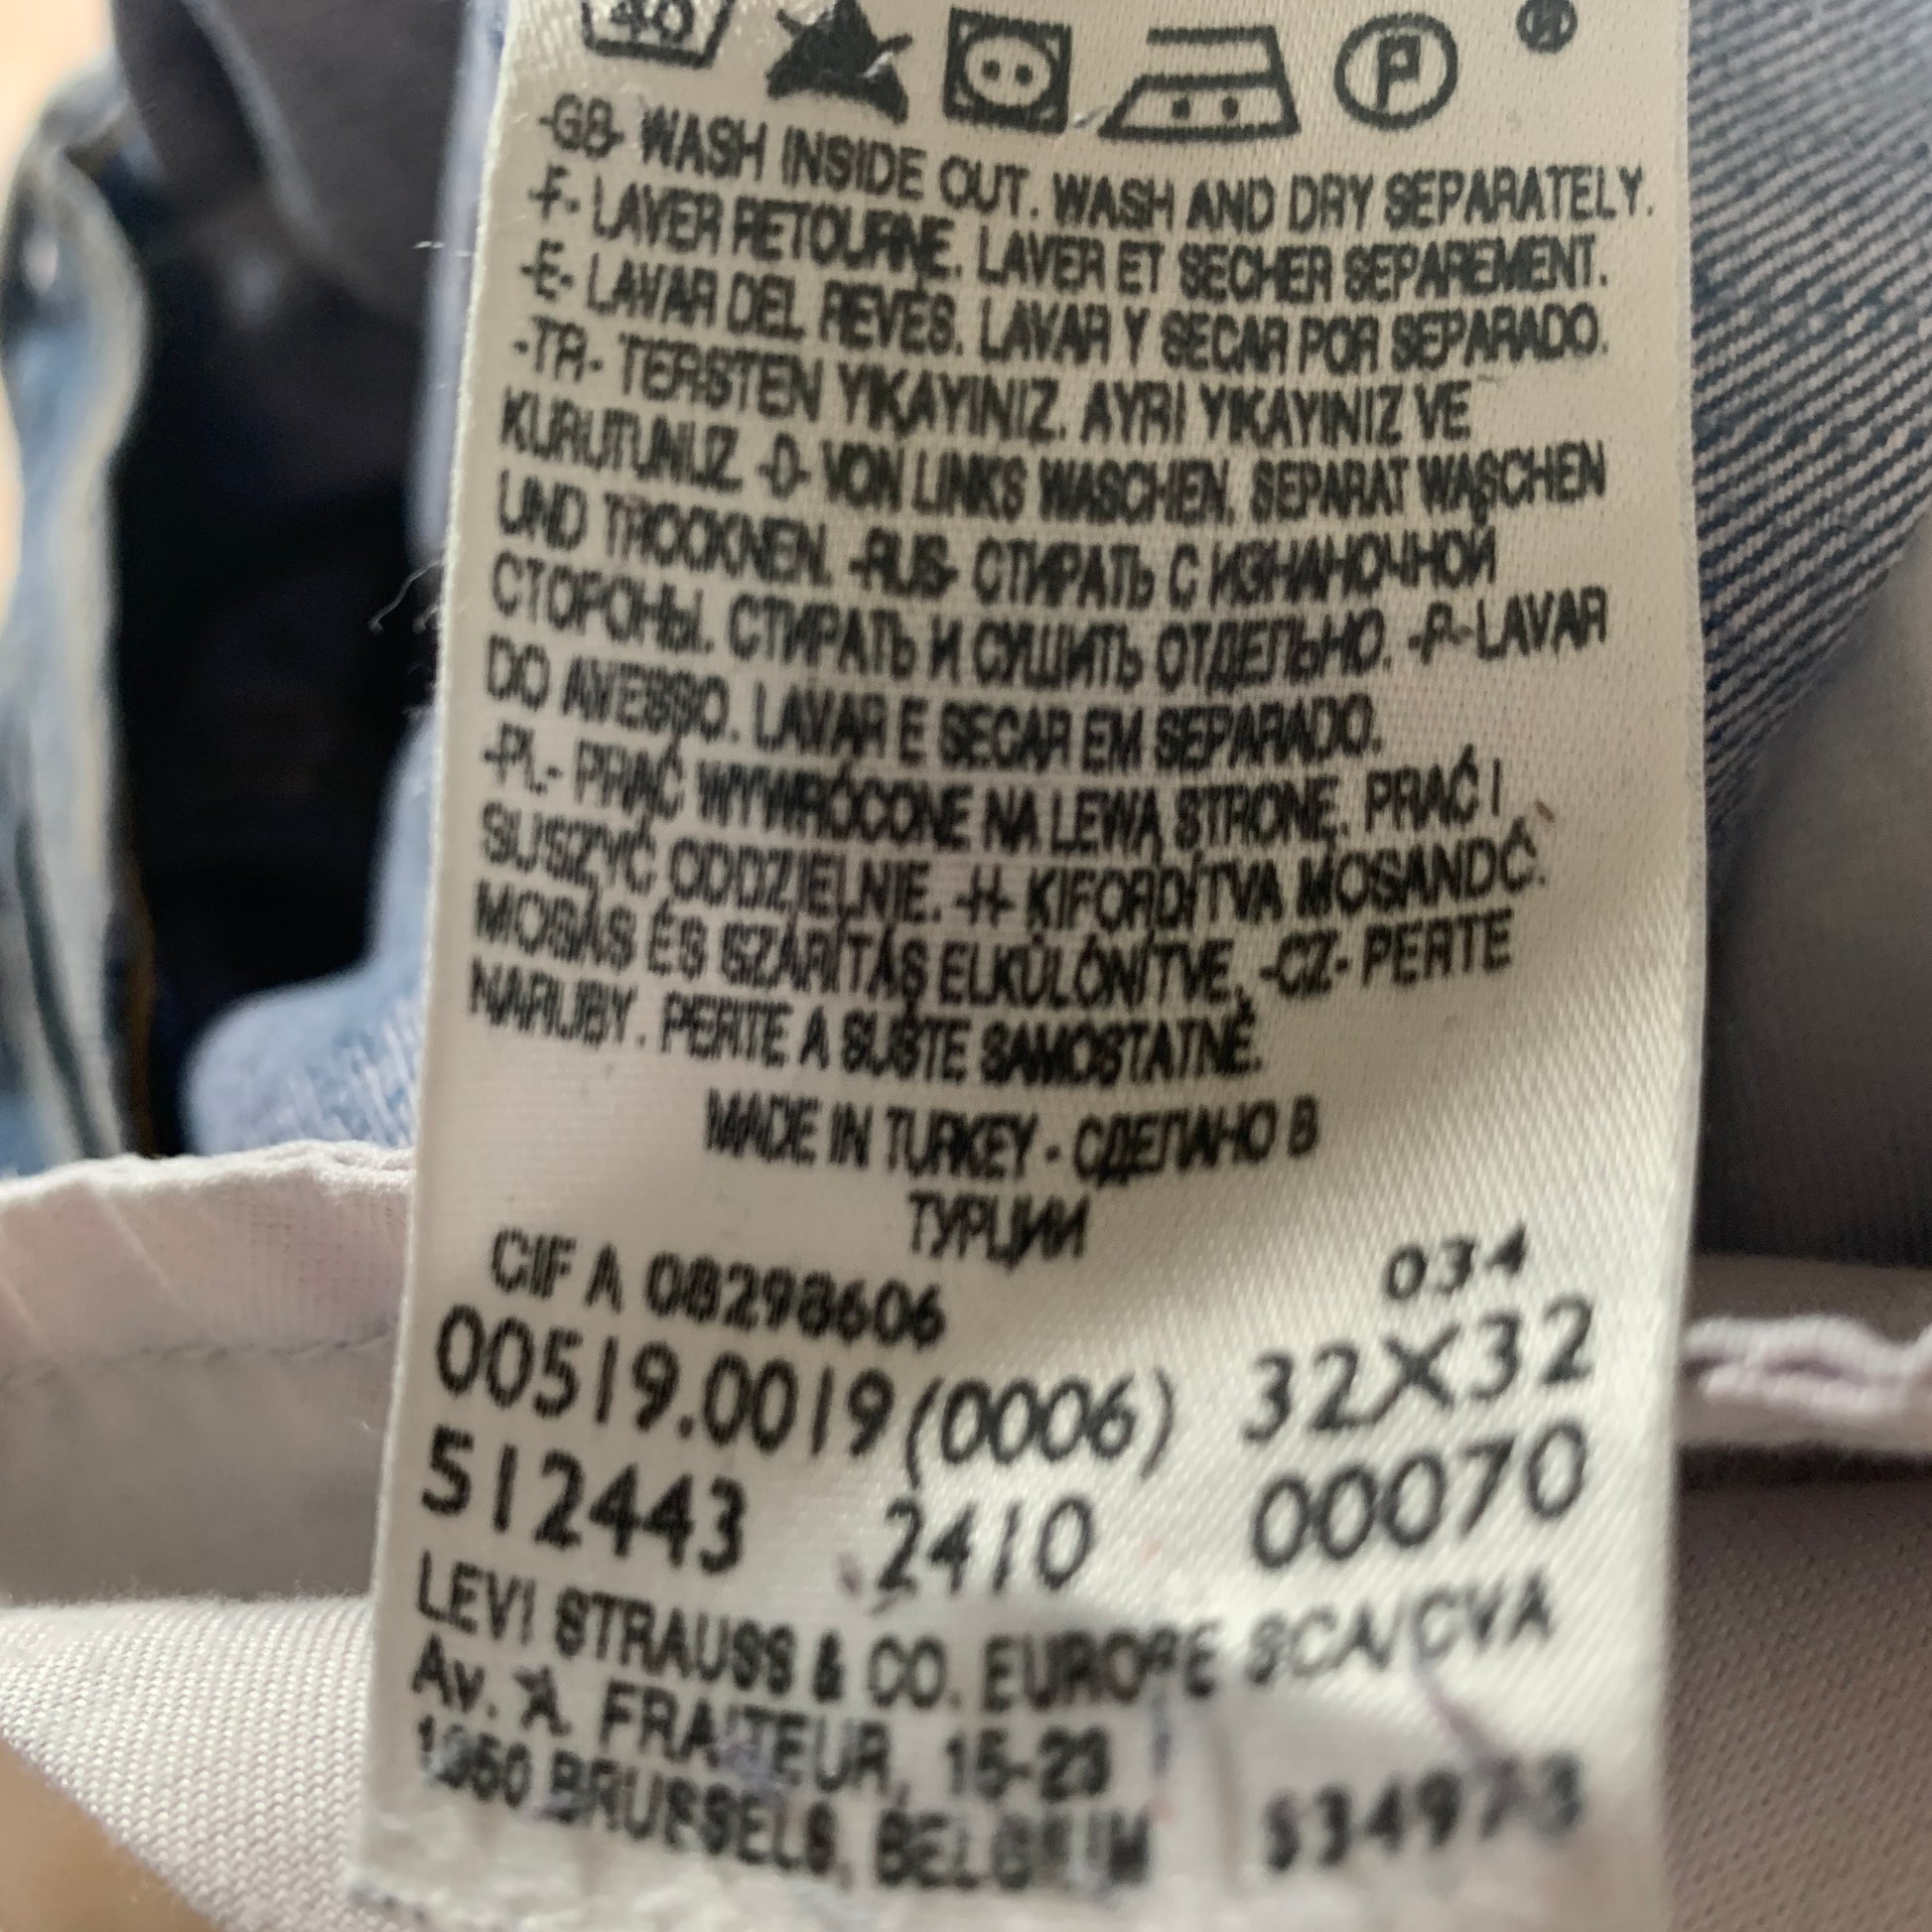 40
P
-GB- WASH INSIDE OUT. WASH AND DRY SEPARATELY.
-F- LAVER RETOURNE. LAVER ET SECHER SEPAREMENT.
-E- LAVAR DEL REVÉS. LAVAR Y SECAR POR SEPARADO.
-TR- TERSTEN YIKAYINIZ. AYRI YIKAYINIZ VE
KURUTUNUZ. -D- VON LINKS WASCHEN. SEPARAT WASCHEN
UND TROCKNEN. -RUS- СТИРАТЬ С ИЗНАНОЧНОЙ
СТОРОНЫ. СТИРАТЬ И СУШИТЬ ОТДЕЛЬНО. -P- LAVAR
DO AVESSO. LAVAR E SECAR EM SEPARADO.
-PL- PRAĆ WYWRÓCONE NA LEWĄ STRONĘ. PRAĆ I
SUSZYĆ ODDZIELNIE. -H- KIFORDÍTVA MOSANDÓ.
MOSÁS ÉS SZÁRÍTÁS ELKÜLÖNÍTVE. -CZ- PERTE
NARUBY. PERTE A SUŠTE SAMOSTATNĚ.
MADE IN TURKEY - СДЕЛАНО В
ТУРЦИИ
CIF A 08298606 034
00519.0019(0006) 32X32
512443 2410 00070
LEVI STRAUSS & CO. EUROPE SCA/CVA
Av. A. FRAITEUR, 15-23
1050 BRUSSELS, BELGIUM